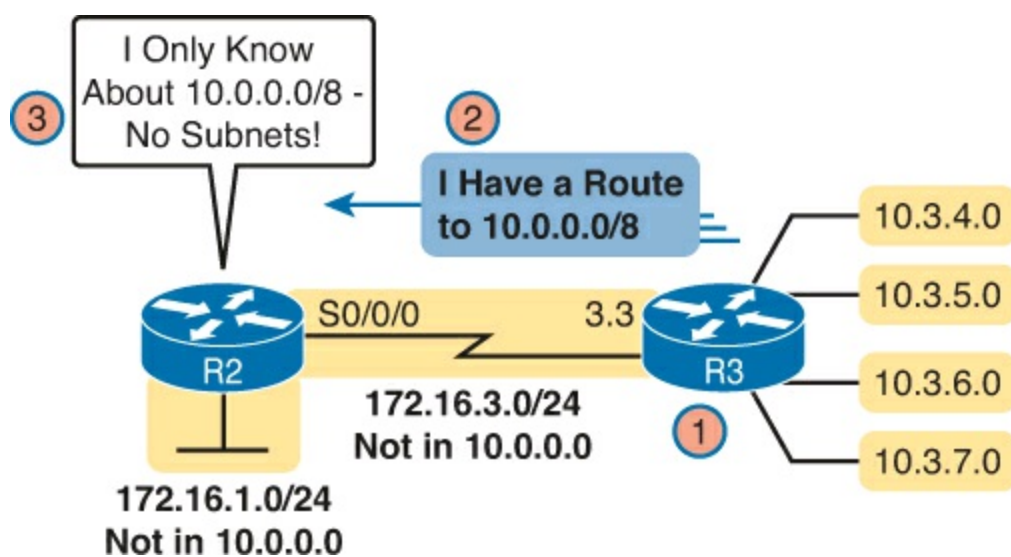 I Only Know
About 10.0.0.0/8 -
No Subnets!
3
2
I Have a Route
to 10.0.0.0/8
10.3.4.0
10.3.5.0
10.3.6.0
10.3.7.0
S0/0/0
3.3
R2
R3
1
172.16.3.0/24
Not in 10.0.0.0
172.16.1.0/24
Not in 10.0.0.0